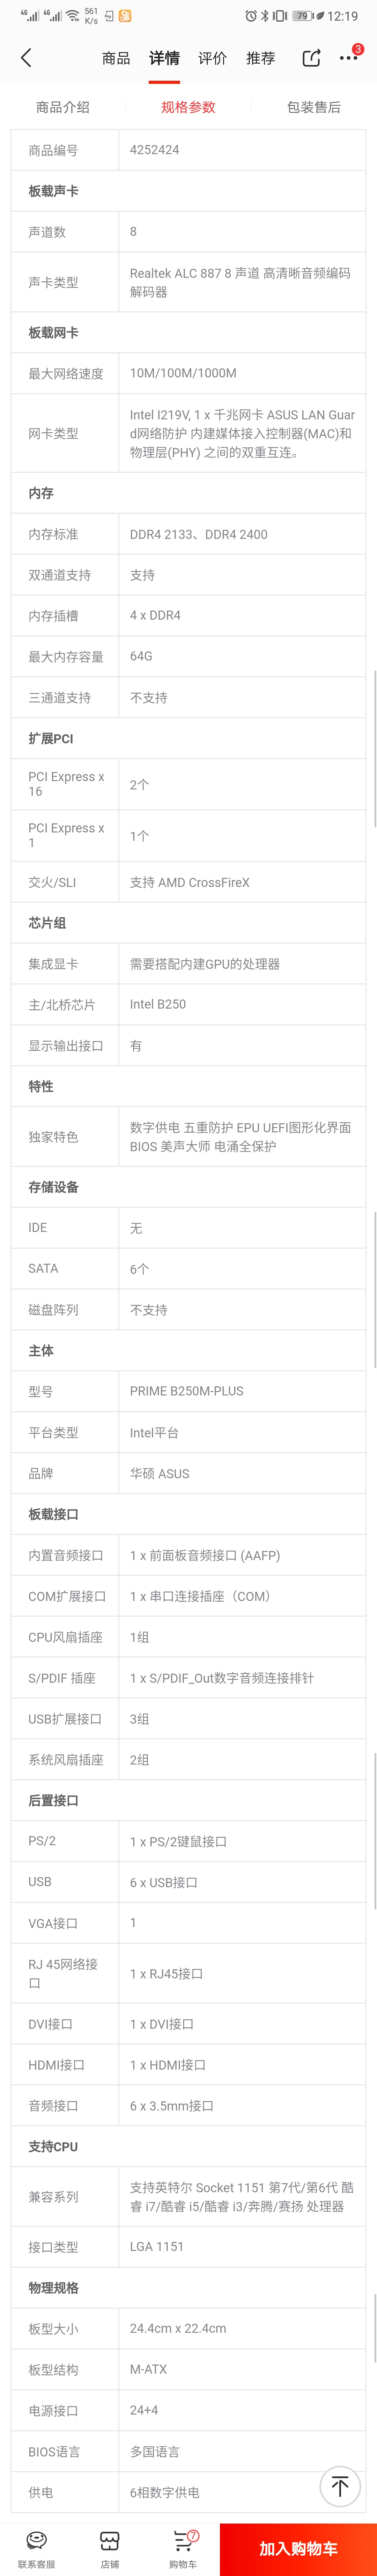 4G 4G 561 K/s 79 12:19
商品 详情 评价 推荐 3
商品介绍 规格参数 包装售后
商品编号 4252424
板载声卡
声道数 8
声卡类型 Realtek ALC 887 8 声道 高清晰音频编码
解码器
板载网卡
最大网络速度 10M/100M/1000M
网卡类型 Intel I219V, 1 x 千兆网卡 ASUS LAN Guar
d网络防护 内建媒体接入控制器(MAC)和
物理层(PHY) 之间的双重互连。
内存
内存标准 DDR4 2133、DDR4 2400
双通道支持 支持
内存插槽 4 x DDR4
最大内存容量 64G
三通道支持 不支持
扩展PCI
PCI Express x
16 2个
PCI Express x
1 1个
交火/SLI 支持 AMD CrossFireX
芯片组
集成显卡 需要搭配内建GPU的处理器
主/北桥芯片 Intel B250
显示输出接口 有
特性
独家特色 数字供电 五重防护 EPU UEFI图形化界面
BIOS 美声大师 电涌全保护
存储设备
IDE 无
SATA 6个
磁盘阵列 不支持
主体
型号 PRIME B250M-PLUS
平台类型 Intel平台
品牌 华硕 ASUS
板载接口
内置音频接口 1 x 前面板音频接口 (AAFP)
COM扩展接口 1 x 串口连接插座（COM）
CPU风扇插座 1组
S/PDIF 插座 1 x S/PDIF_Out数字音频连接排针
USB扩展接口 3组
系统风扇插座 2组
后置接口
PS/2 1 x PS/2键鼠接口
USB 6 x USB接口
VGA接口 1
RJ 45网络接
口 1 x RJ45接口
DVI接口 1 x DVI接口
HDMI接口 1 x HDMI接口
音频接口 6 x 3.5mm接口
支持CPU
兼容系列 支持英特尔 Socket 1151 第7代/第6代 酷
睿 i7/酷睿 i5/酷睿 i3/奔腾/赛扬 处理器
接口类型 LGA 1151
物理规格
板型大小 24.4cm x 22.4cm
板型结构 M-ATX
电源接口 24+4
BIOS语言 多国语言
供电 6相数字供电
联系客服 店铺 购物车 7 加入购物车